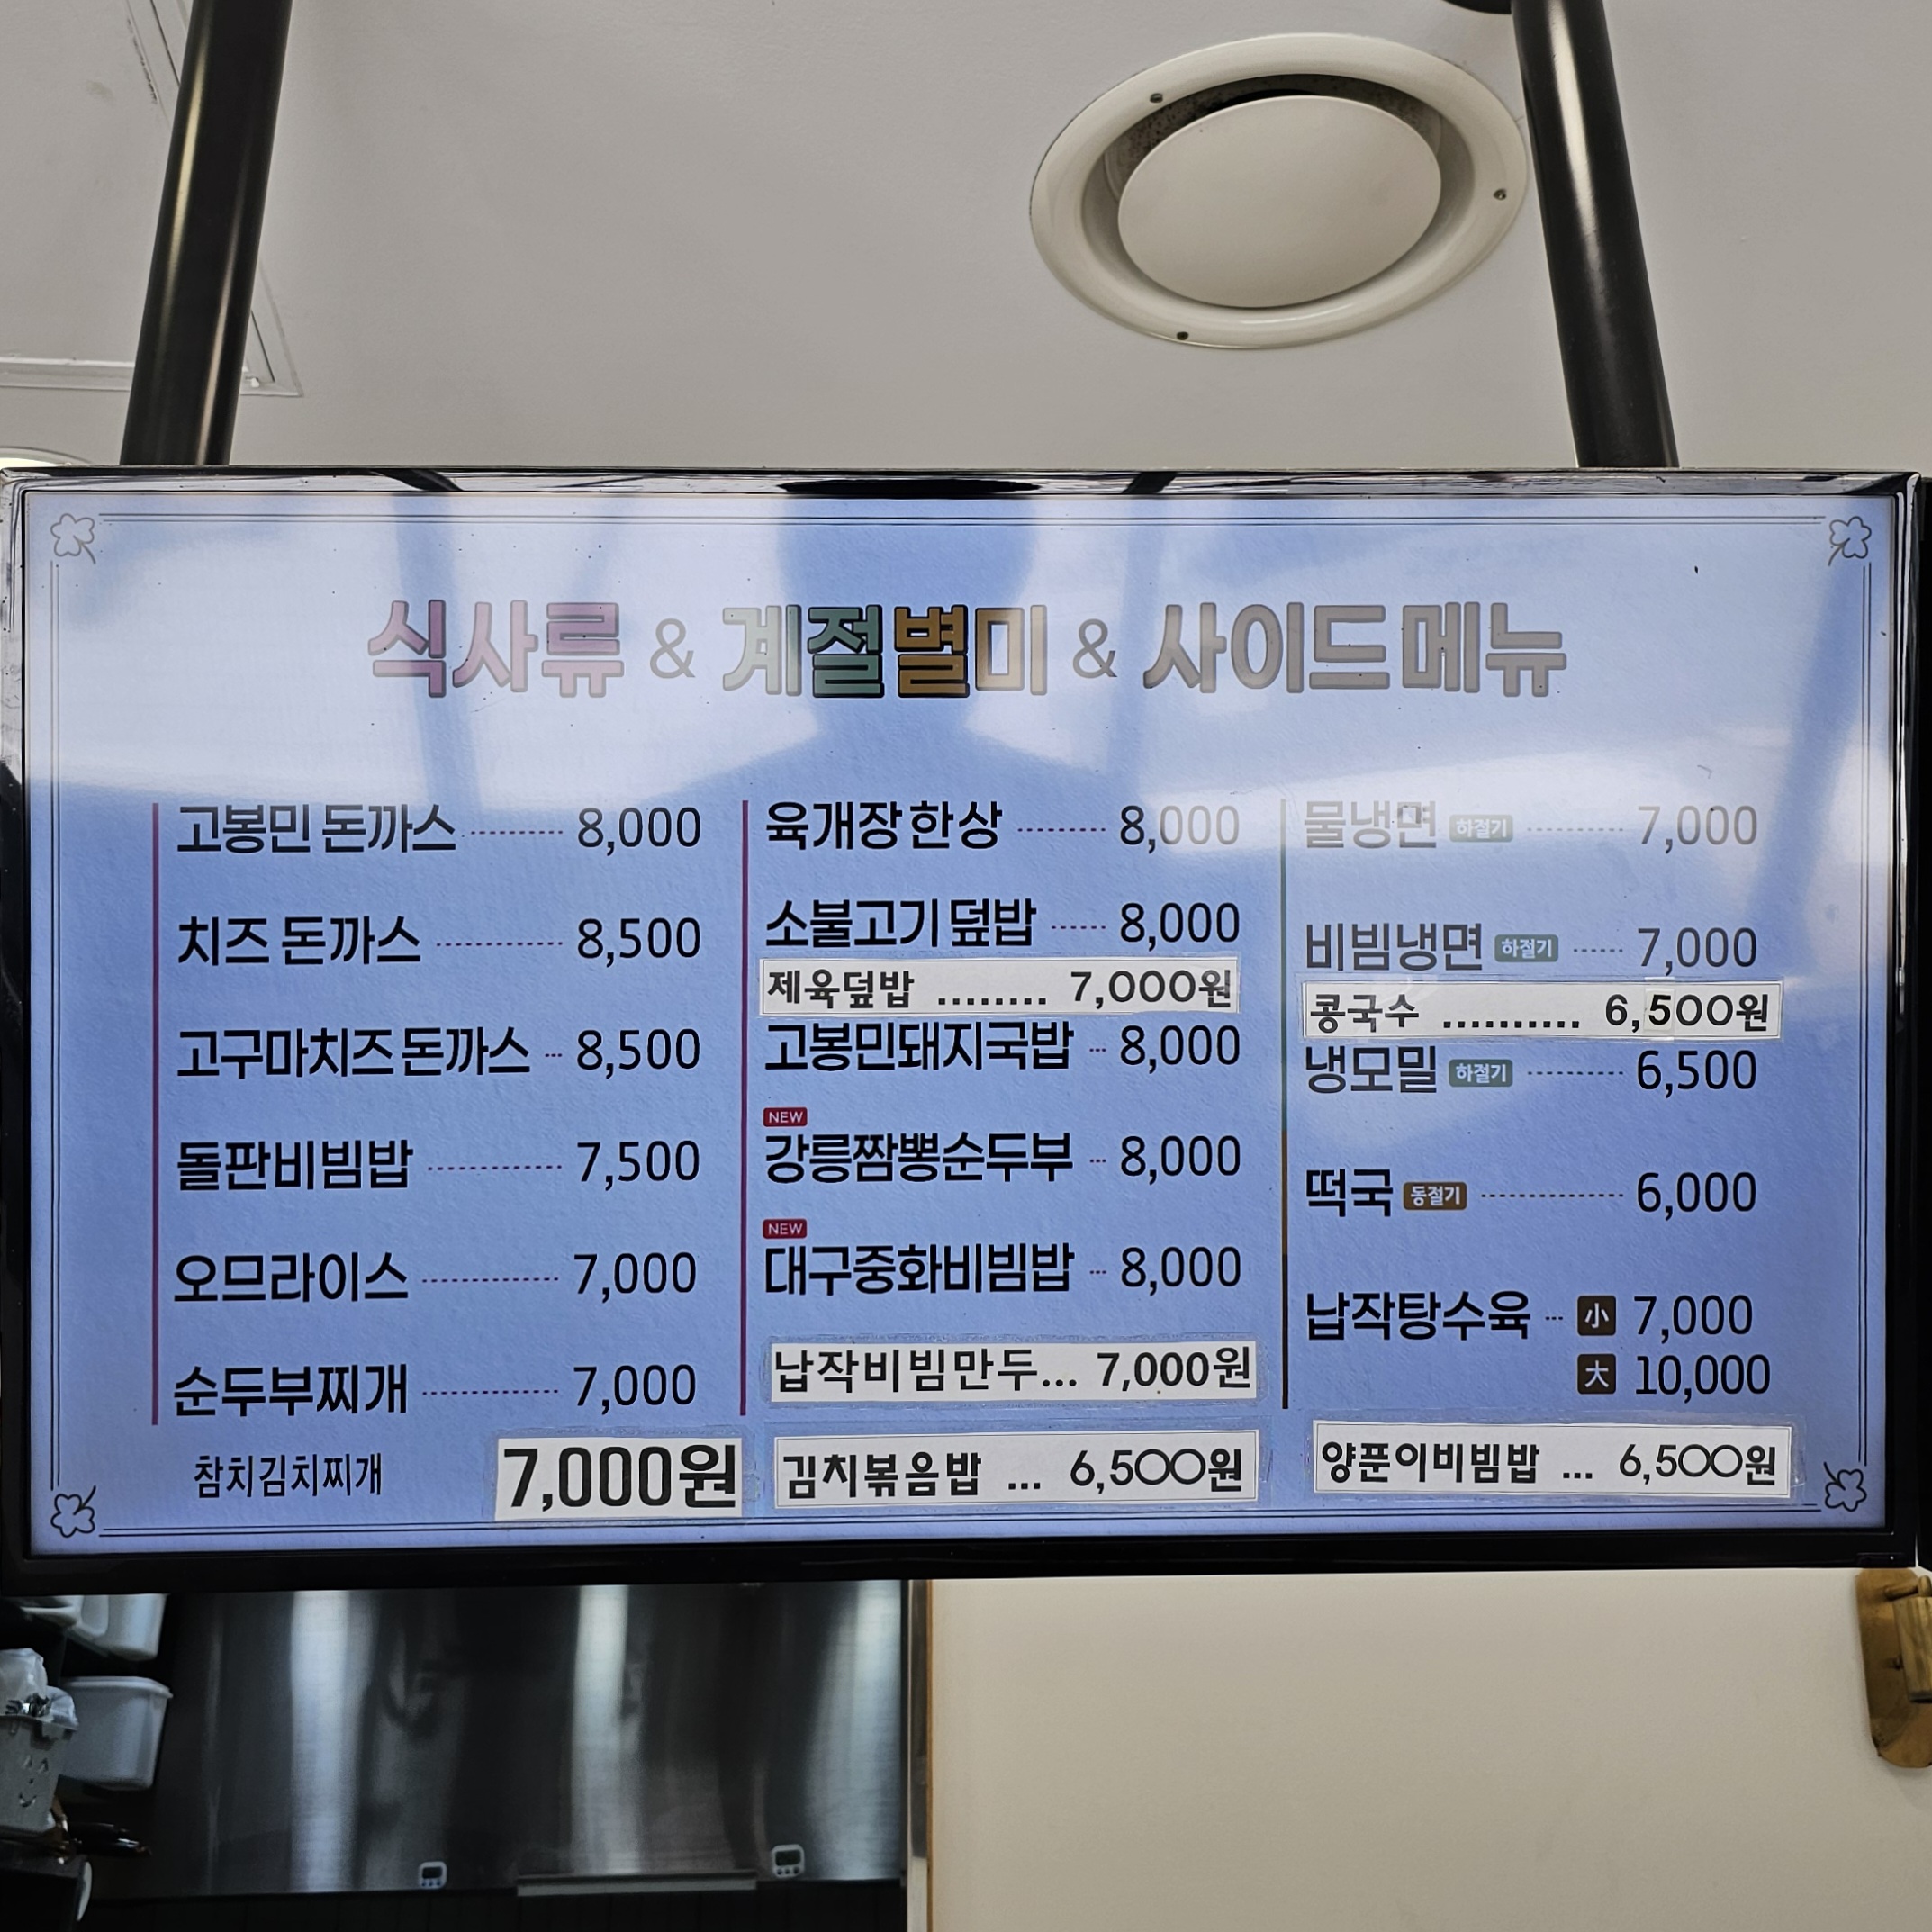 식사류 & 계절별미 & 사이드메뉴
고봉민 돈까스 ········ 8,000
치즈 돈까스 ········ 8,500
고구마치즈 돈까스 ··· 8,500
돌판비빔밥 ········ 7,500
오므라이스 ········ 7,000
순두부찌개 ········ 7,000
참치김치찌개 7,000원
육개장 한상 ········ 8,000
소불고기 덮밥 ······ 8,000
제육덮밥 ........ 7,000원
고봉민돼지국밥 ··· 8,000
NEW
강릉짬뽕순두부 ··· 8,000
NEW
대구중화비빔밥 ··· 8,000
납작비빔만두... 7,000원
김치볶음밥 ... 6,500원
물냉면 하절기 ········ 7,000
비빔냉면 하절기 ······ 7,000
콩국수 .......... 6,500원
냉모밀 하절기 ········ 6,500
떡국 동절기 ········ 6,000
납작탕수육 ··· 小 7,000
大 10,000
양푼이비빔밥 ... 6,500원